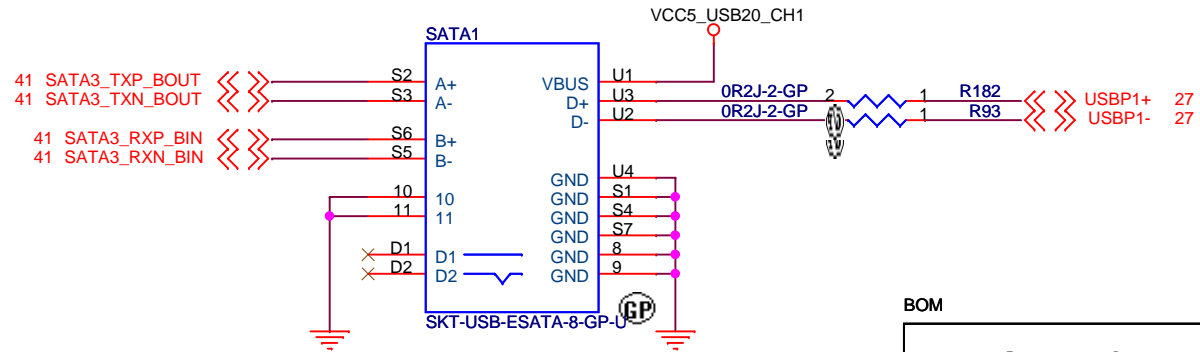 VCC5_USB20_CH1
SATA1
41 SATA3_TXP_BOUT S2 A+ VBUS U1
41 SATA3_TXN_BOUT S3 A- D+ U3 0R2J-2-GP 2 1 R182 USBP1+ 27
D- U2 0R2J-2-GP 1 R93 USBP1- 27
41 SATA3_RXP_BIN S6 B+
41 SATA3_RXN_BIN S5 B-
GND U4
10 10 GND S1
11 11 GND S4
GND S7
D1 D1 GND 8
D2 D2 GND 9
GP
SKT-USB-ESATA-8-GP-U
BOM